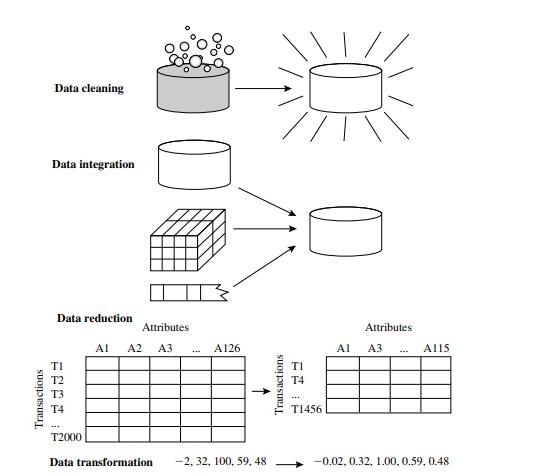 Data cleaning
Data integration
Data reduction
Attributes
Attributes
A1 A2 A3 ... A126
A1 A3 ... A115
Transactions
T1
T2
T3
T4
...
T2000
Transactions
T1
T4
...
T1456
Data transformation −2, 32, 100, 59, 48 → −0.02, 0.32, 1.00, 0.59, 0.48